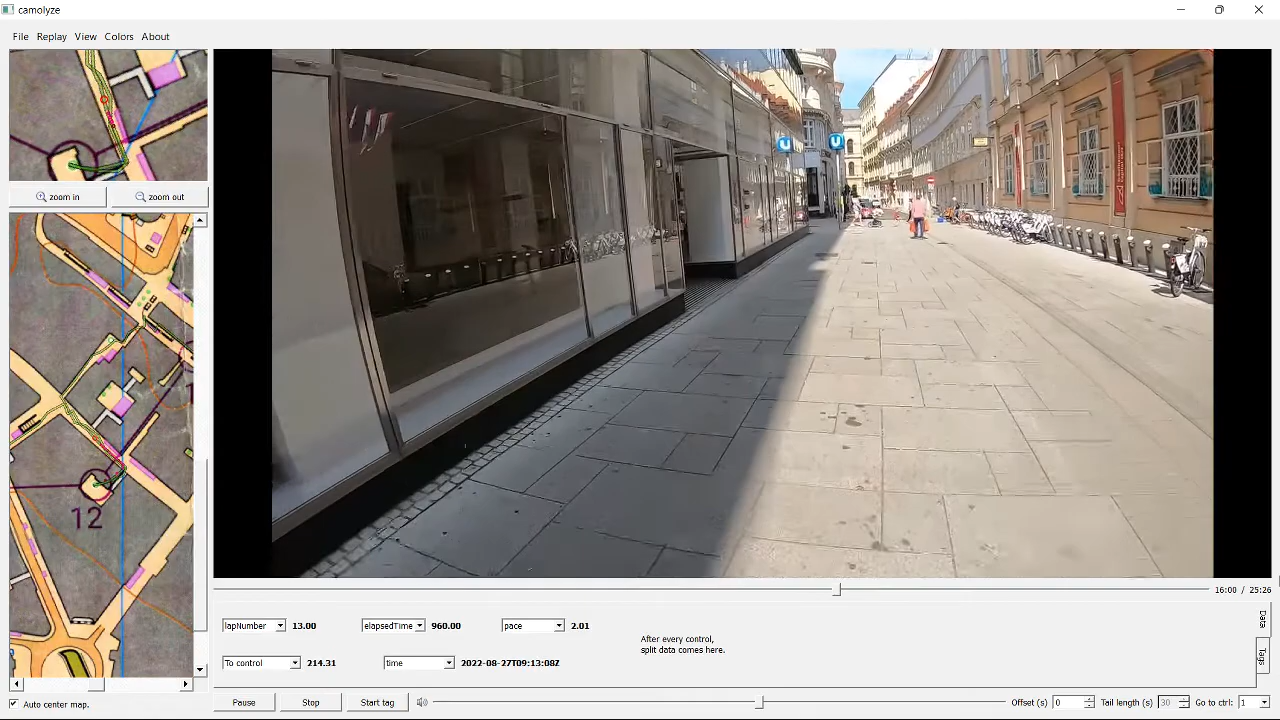 camolyze
File Replay View Colors About
zoom in zoom out
12
1
U U
16:00 / 25:26
Data
Tags
lapNumber 13.00 elapsedTime 960.00 pace 2.01
After every control,
split data comes here.
To control 214.31 time 2022-08-27T09:13:08Z
Auto center map. Pause Stop Start tag Offset (s) 0 Tail length (s) 30 Go to ctrl: 1